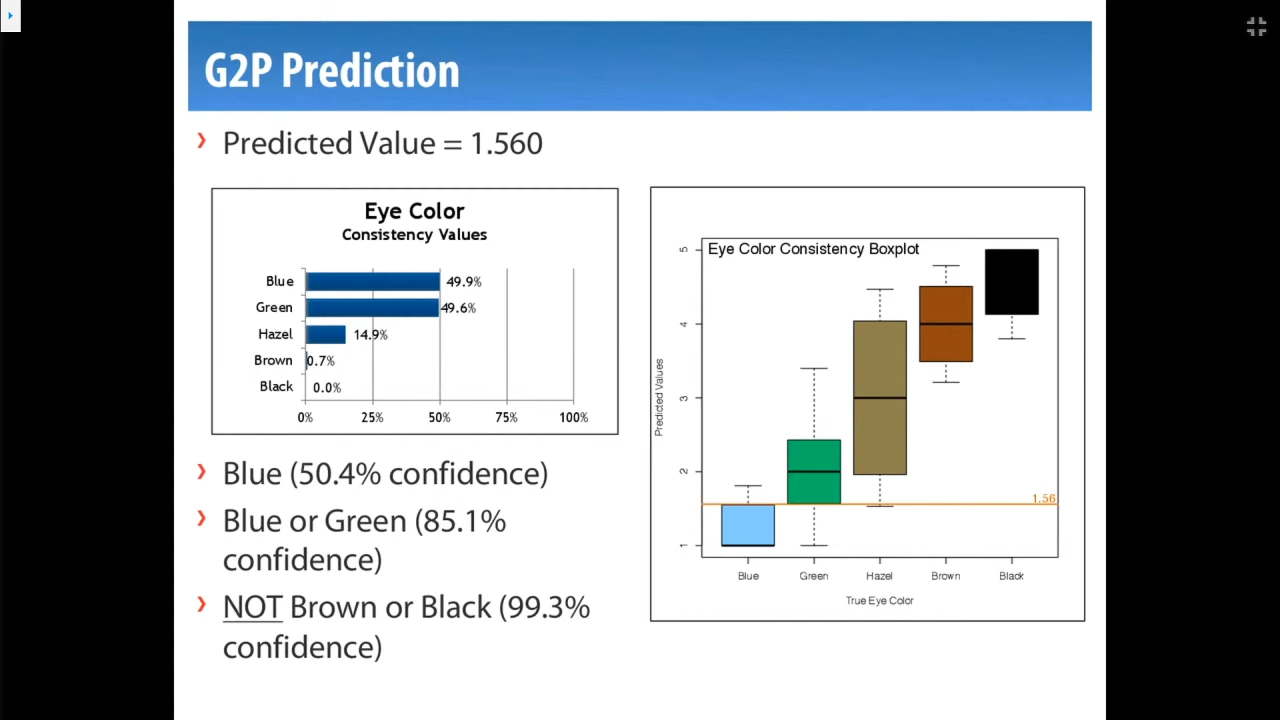 G2P Prediction
› Predicted Value = 1.560
Eye Color
Consistency Values
Blue 49.9%
Green 49.6%
Hazel 14.9%
Brown 0.7%
Black 0.0%
0% 25% 50% 75% 100%
› Blue (50.4% confidence)
› Blue or Green (85.1%
confidence)
› NOT Brown or Black (99.3%
confidence)
Eye Color Consistency Boxplot
5
4
3
2
1
Predicted Values
1.56
Blue Green Hazel Brown Black
True Eye Color